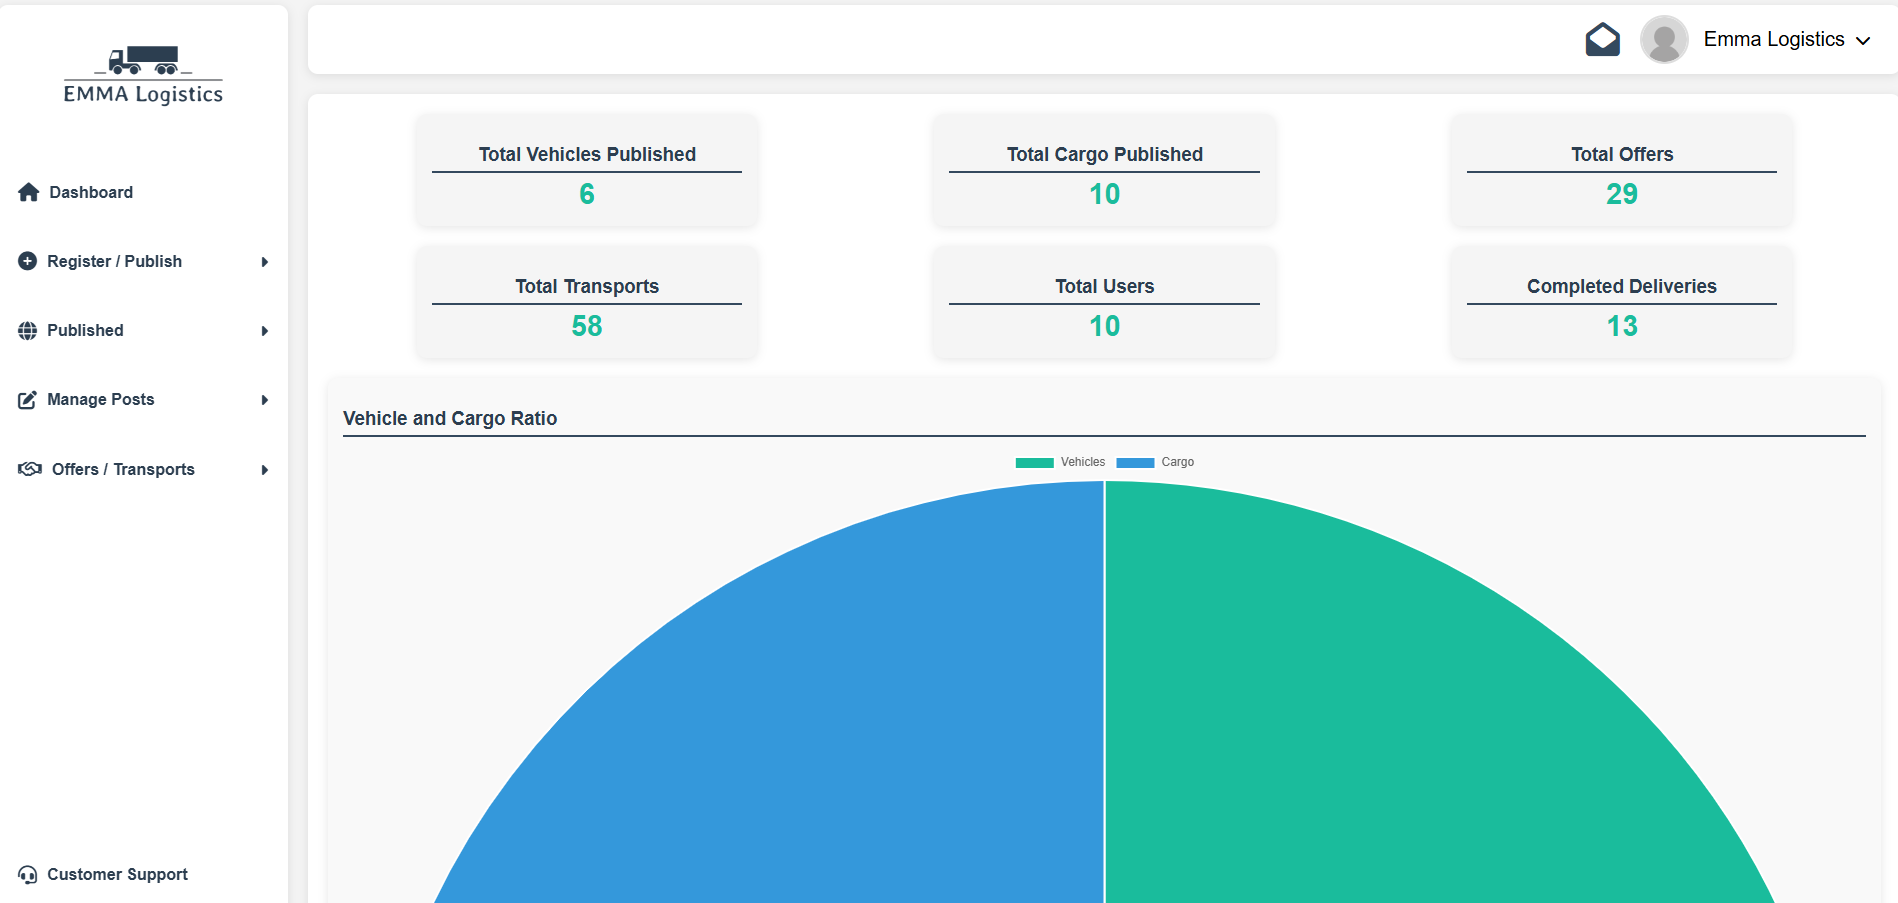 EMMA Logistics
Dashboard
Register / Publish
Published
Manage Posts
Offers / Transports
Customer Support
Emma Logistics
Total Vehicles Published
6
Total Cargo Published
10
Total Offers
29
Total Transports
58
Total Users
10
Completed Deliveries
13
Vehicle and Cargo Ratio
Vehicles Cargo